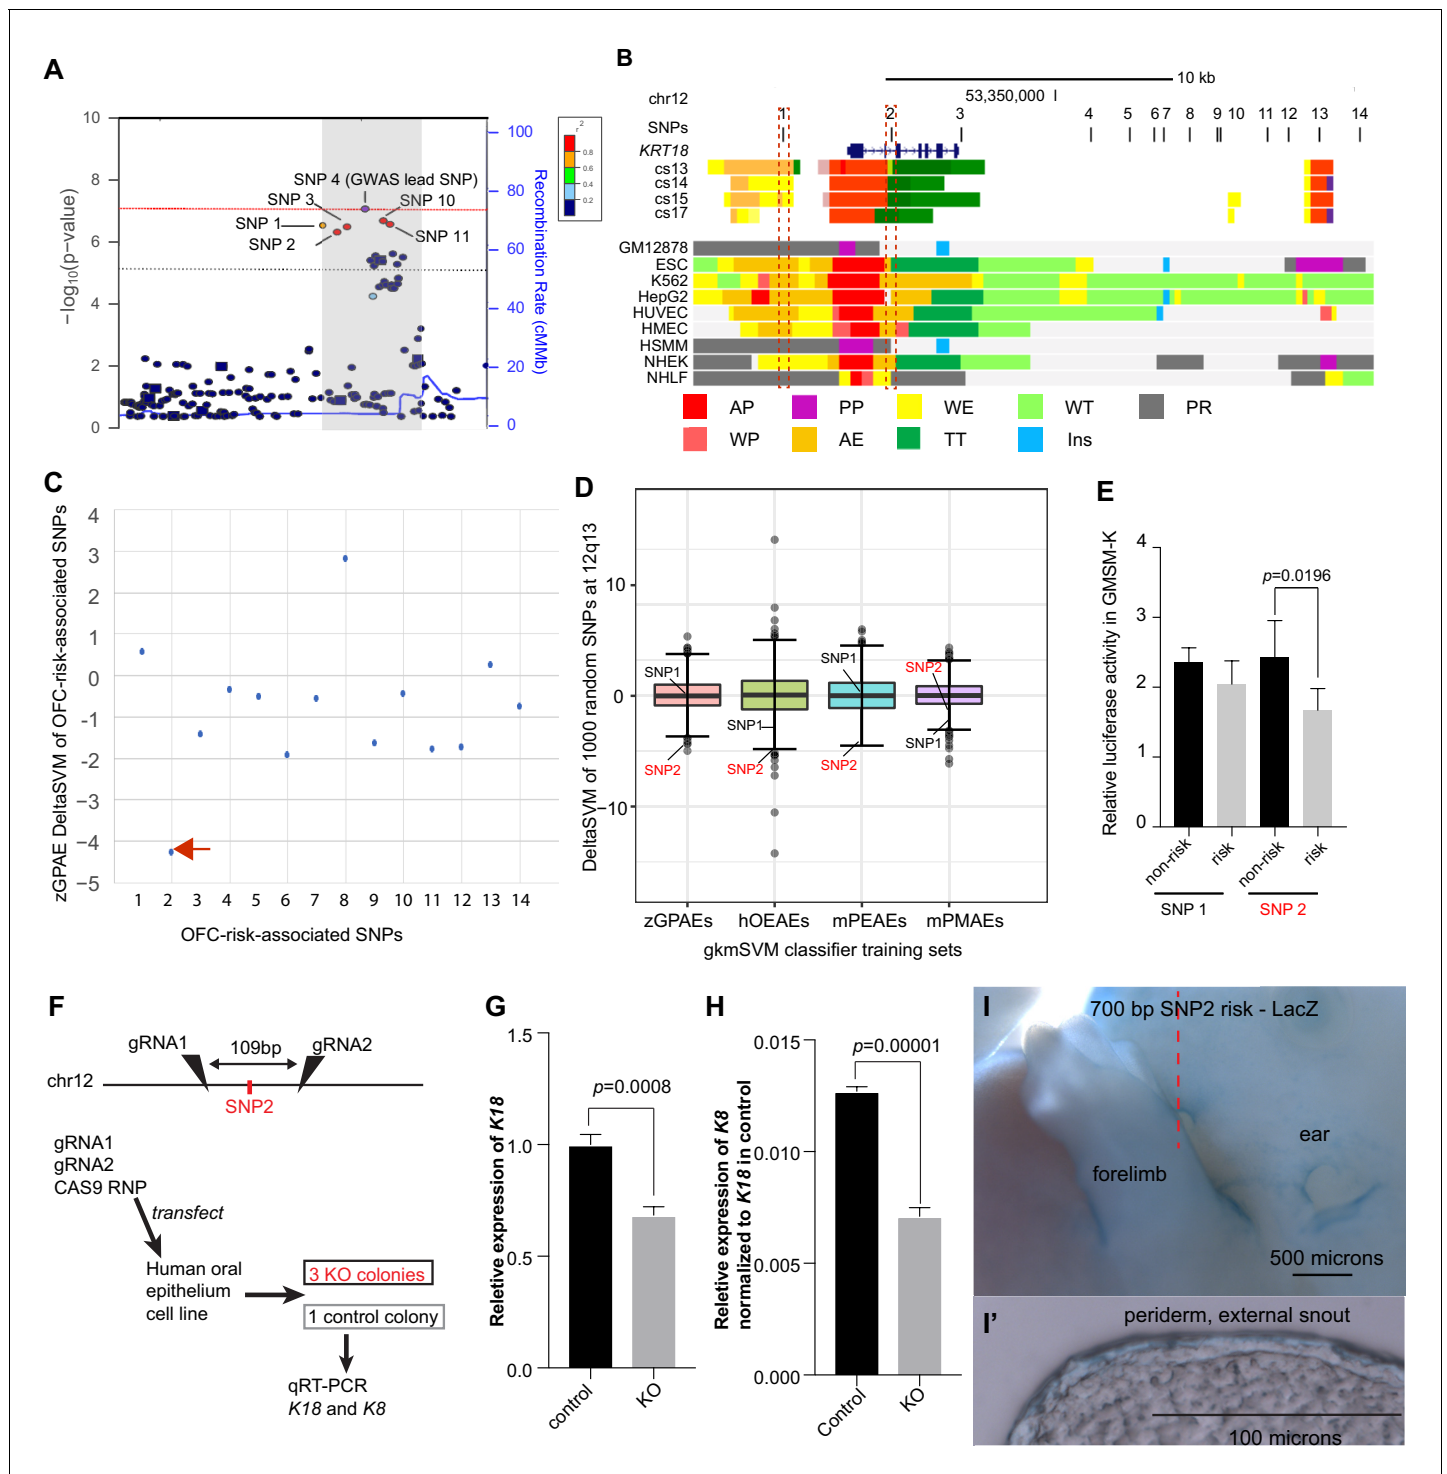 A
10
8
6
4
2
0
−log10(p−value)
SNP 4 (GWAS lead SNP)
SNP 3
SNP 10
SNP 1
SNP 2
SNP 11
100
80
60
40
20
0
Recombination Rate (cMMb)
r2
0.8
0.6
0.4
0.2
B
10 kb
chr12
53,350,000
SNPs
1 2 3 4 5 6 7 8 9 10 11 12 13 14
KRT18
cs13
cs14
cs15
cs17
GM12878
ESC
K562
HepG2
HUVEC
HMEC
HSMM
NHEK
NHLF
AP PP WE WT PR
WP AE TT Ins
C
zGPAE DeltaSVM of OFC-risk-associated SNPs
4
3
2
1
0
−1
−2
−3
−4
−5
1 2 3 4 5 6 7 8 9 10 11 12 13 14
OFC-risk-associated SNPs
D
DeltaSVM of 1000 random SNPs at 12q13
10
0
−10
SNP1
SNP2
SNP1
SNP2
SNP1
SNP2
SNP2
SNP1
zGPAEs hOEAEs mPEAEs mPMAEs
gkmSVM classifier training sets
E
Relative luciferase activity in GMSM-K
4
3
2
1
0
p=0.0196
non-risk risk non-risk risk
SNP 1 SNP 2
F
gRNA1 109bp gRNA2
chr12
SNP2
gRNA1
gRNA2
CAS9 RNP
transfect
Human oral
epithelium
cell line
3 KO colonies
1 control colony
qRT-PCR
K18 and K8
G
Reletive expression of K18
1.5
1.0
0.5
0.0
p=0.0008
control KO
H
Reletive expression of K8
normalized to K18 in control
0.015
0.010
0.005
0.000
p=0.00001
Control KO
I
700 bp SNP2 risk - LacZ
ear
forelimb
500 microns
I’
periderm, external snout
100 microns